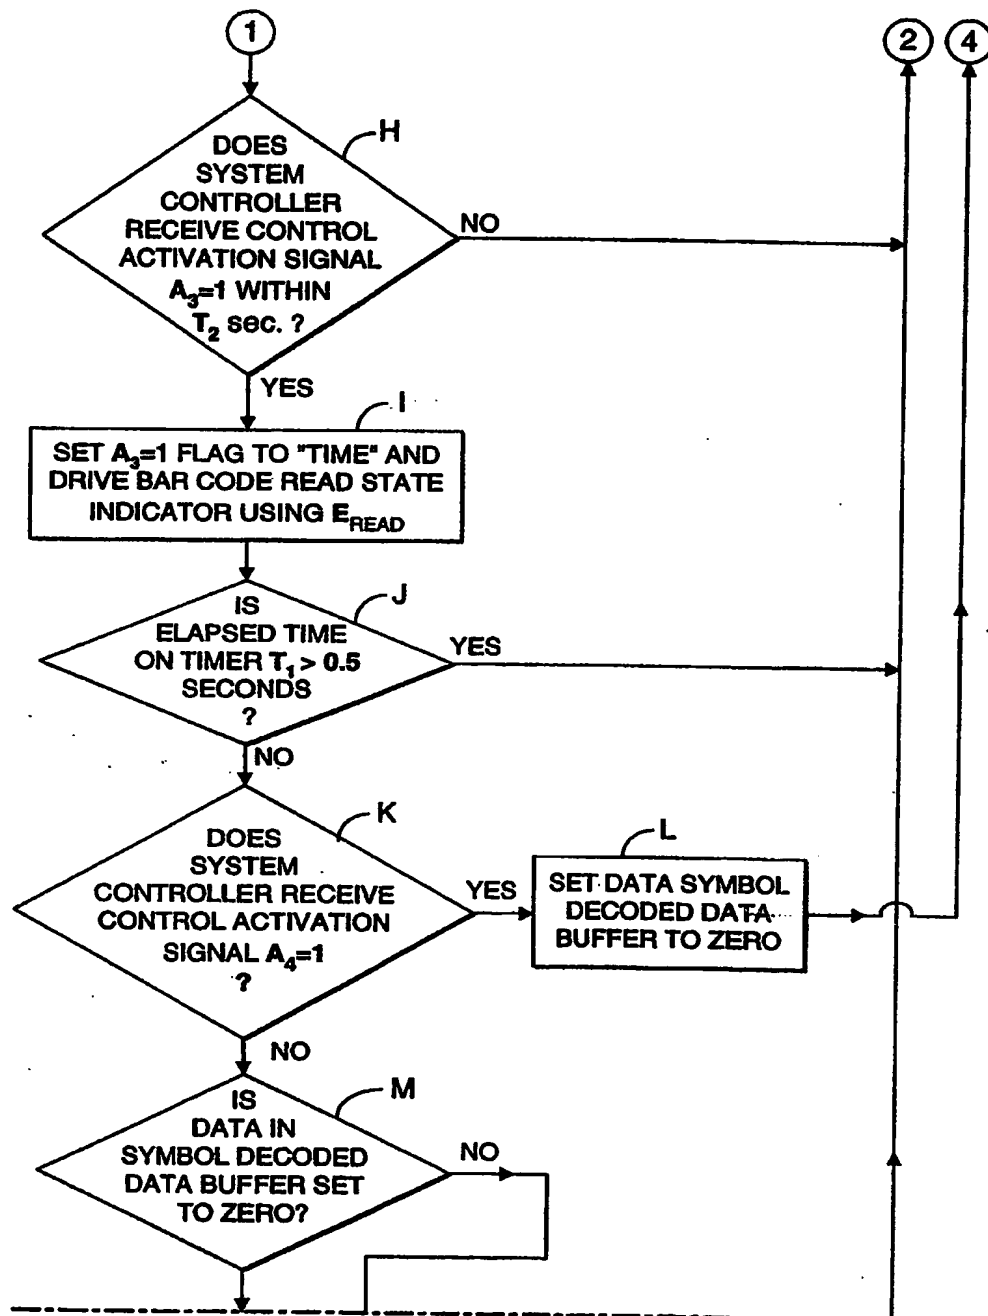 1
2
4
H
DOES
SYSTEM
CONTROLLER
RECEIVE CONTROL
ACTIVATION SIGNAL
A₃=1 WITHIN
T₂ sec. ?
NO
YES
I
SET A₃=1 FLAG TO "TIME" AND
DRIVE BAR CODE READ STATE
INDICATOR USING E_READ
J
IS
ELAPSED TIME
ON TIMER T₁ > 0.5
SECONDS
?
YES
NO
K
DOES
SYSTEM
CONTROLLER RECEIVE
CONTROL ACTIVATION
SIGNAL A₄=1
?
YES
L
SET DATA SYMBOL
DECODED DATA
BUFFER TO ZERO
NO
M
IS
DATA IN
SYMBOL DECODED
DATA BUFFER SET
TO ZERO?
NO